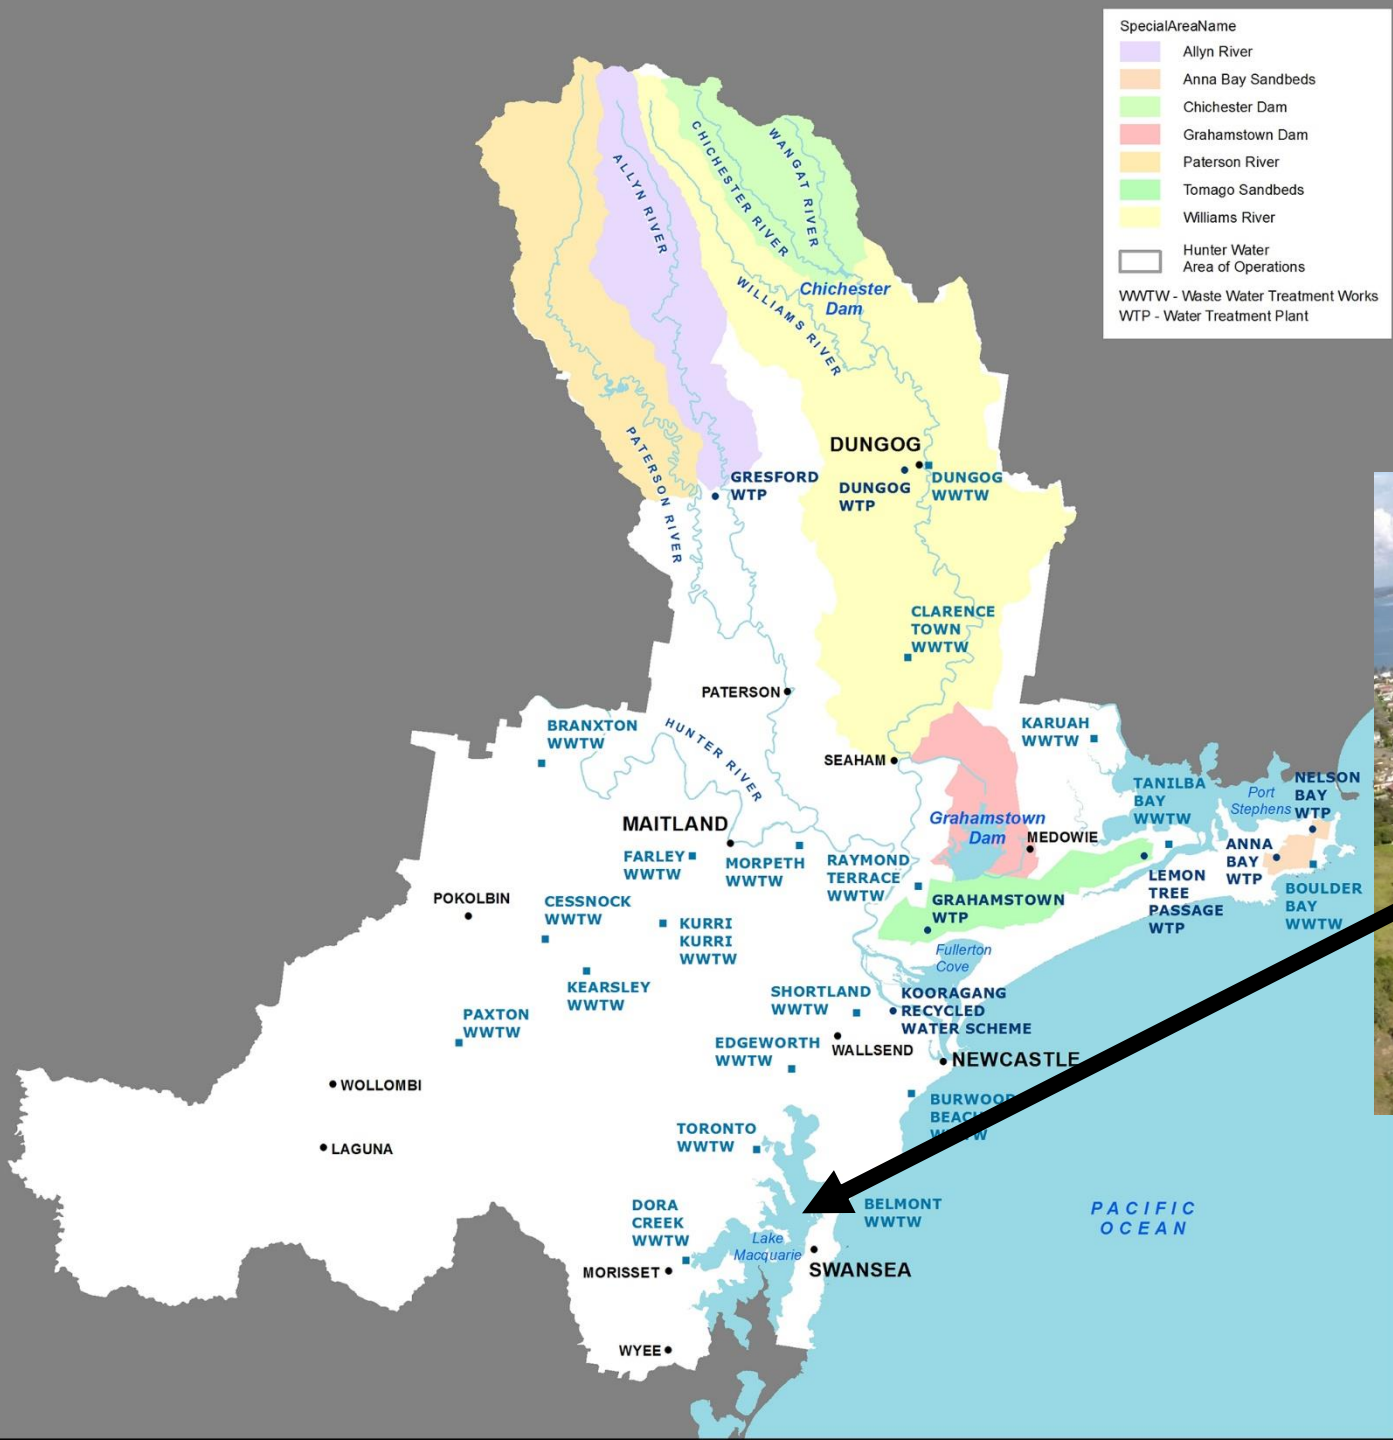 SpecialAreaName
Allyn River
Anna Bay Sandbeds
Chichester Dam
Grahamstown Dam
Paterson River
Tomago Sandbeds
Williams River
Hunter Water
Area of Operations
WWTW - Waste Water Treatment Works
WTP - Water Treatment Plant
ALLYN RIVER
CHICHESTER RIVER
WANGAT RIVER
WILLIAMS RIVER
Chichester
Dam
PATERSON RIVER
DUNGOG
GRESFORD
WTP
DUNGOG
WTP
DUNGOG
WWTW
CLARENCE
TOWN
WWTW
PATERSON
BRANXTON
WWTW
HUNTER RIVER
SEAHAM
KARUAH
WWTW
TANILBA
BAY
WWTW
Port
Stephens
NELSON
BAY
WTP
MAITLAND
Grahamstown
Dam
MEDOWIE
FARLEY
WWTW
MORPETH
WWTW
RAYMOND
TERRACE
WWTW
ANNA
BAY
WTP
LEMON
TREE
PASSAGE
WTP
BOULDER
BAY
WWTW
POKOLBIN
CESSNOCK
WWTW
KURRI
KURRI
WWTW
GRAHAMSTOWN
WTP
Fullerton
Cove
KEARSLEY
WWTW
SHORTLAND
WWTW
KOORAGANG
RECYCLED
WATER SCHEME
PAXTON
WWTW
EDGEWORTH
WWTW
WALLSEND
NEWCASTLE
WOLLOMBI
BURWOOD
BEACH
WWTW
LAGUNA
TORONTO
WWTW
DORA
CREEK
WWTW
BELMONT
WWTW
PACIFIC
OCEAN
Lake
Macquarie
MORISSET
SWANSEA
WYEE